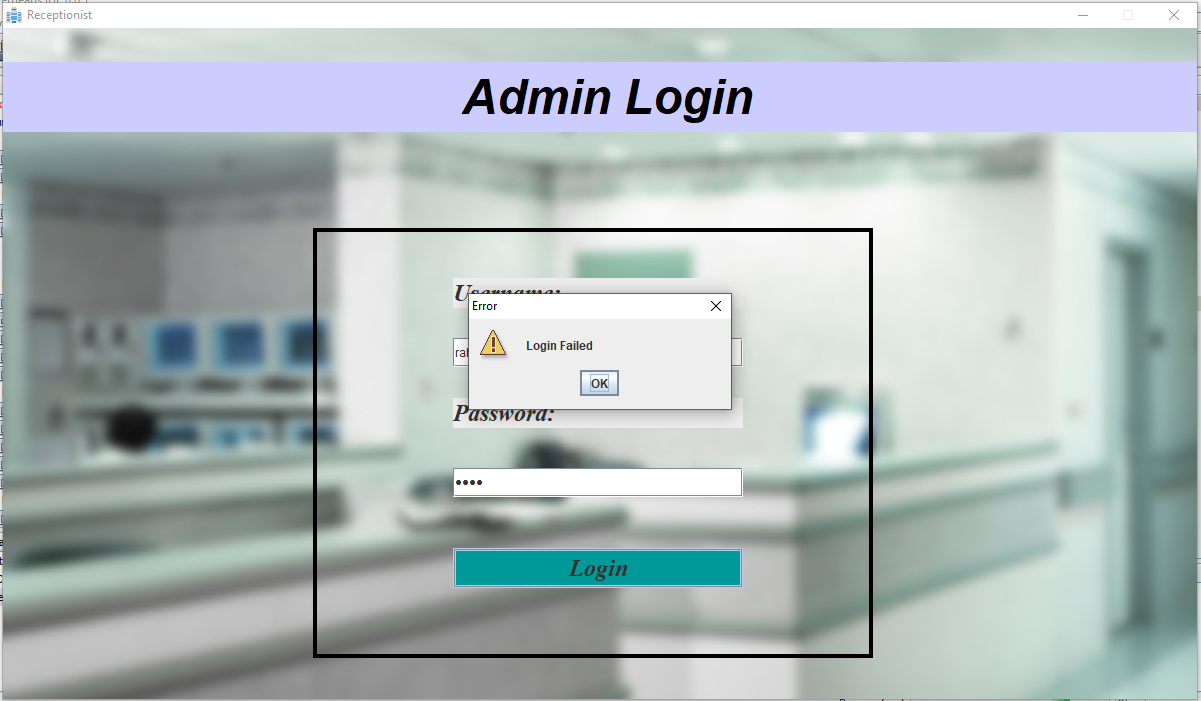 Receptionist
Admin Login
Username:
Error
Login Failed
OK
Password:
••••
Login